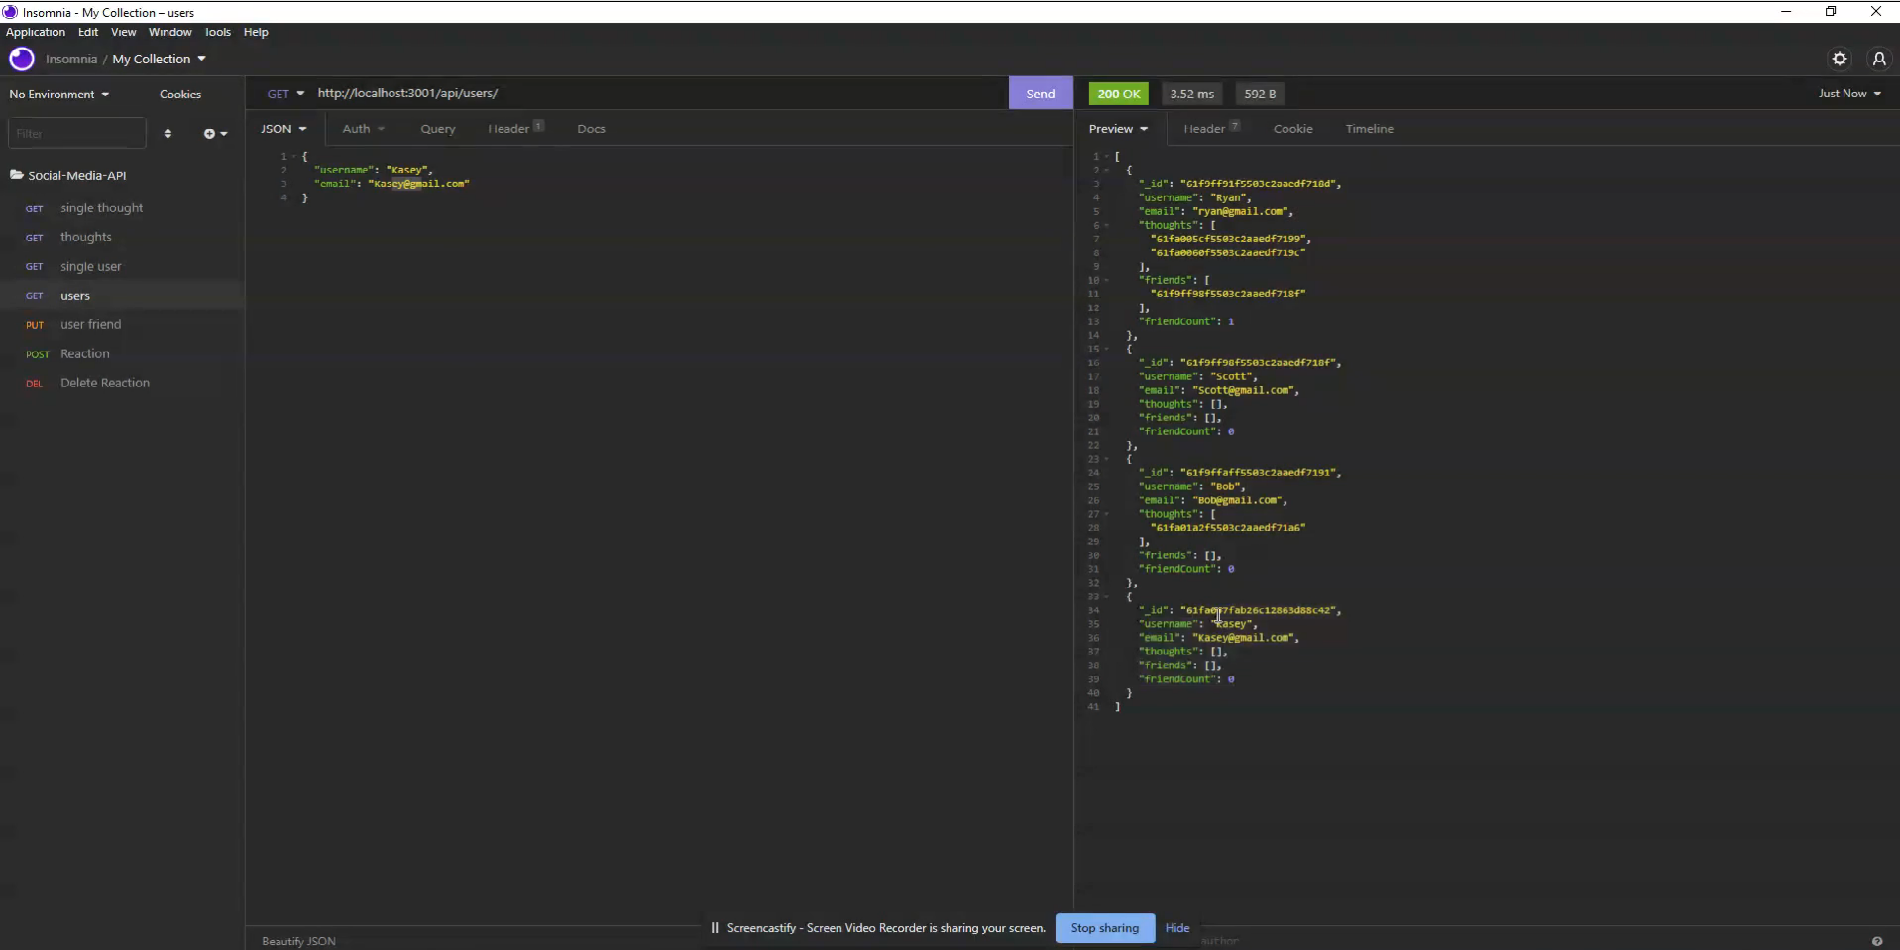 Insomnia - My Collection – users
Application Edit View Window Tools Help
Insomnia / My Collection
No Environment Cookies
GET http://localhost:3001/api/users/ Send
200 OK 3.52 ms 592 B Just Now
Filter
JSON Auth Query Header 1 Docs
Preview Header 7 Cookie Timeline
Social-Media-API
GET single thought
GET thoughts
GET single user
GET users
PUT user friend
POST Reaction
DEL Delete Reaction
1 {
2 "username": "Kasey",
3 "email": "Kasey@gmail.com"
4 }
1 [
2 {
3 "_id": "61f9ff91f5503c2aaedf718d",
4 "username": "Ryan",
5 "email": "ryan@gmail.com",
6 "thoughts": [
7 "61fa005cf5503c2aaedf7199",
8 "61fa0060f5503c2aaedf719c"
9 ],
10 "friends": [
11 "61f9ff98f5503c2aaedf718f"
12 ],
13 "friendCount": 1
14 },
15 {
16 "_id": "61f9ff98f5503c2aaedf718f",
17 "username": "Scott",
18 "email": "Scott@gmail.com",
19 "thoughts": [],
20 "friends": [],
21 "friendCount": 0
22 },
23 {
24 "_id": "61f9ffaff5503c2aaedf7191",
25 "username": "Bob",
26 "email": "Bob@gmail.com",
27 "thoughts": [
28 "61fa01a2f5503c2aaedf71a6"
29 ],
30 "friends": [],
31 "friendCount": 0
32 },
33 {
34 "_id":
35 "username": "Kasey",
36 "email": "Kasey@gmail.com",
37 "thoughts": [],
38 "friends": [],
39 "friendCount": 0
40 }
41 ]
Screencastify - Screen Video Recorder is sharing your screen. Stop sharing Hide
Beautify JSON
author